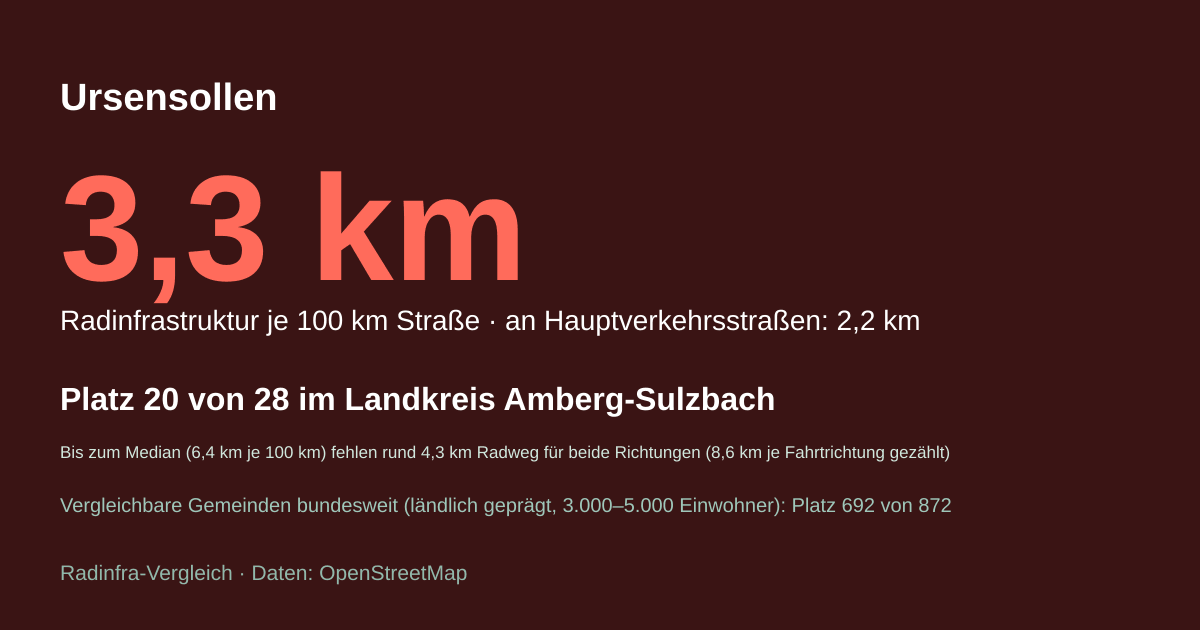 Ursensollen
3,3 km
Radinfrastruktur je 100 km Straße · an Hauptverkehrsstraßen: 2,2 km
Platz 20 von 28 im Landkreis Amberg-Sulzbach
Bis zum Median (6,4 km je 100 km) fehlen rund 4,3 km Radweg für beide Richtungen (8,6 km je Fahrtrichtung gezählt)
Vergleichbare Gemeinden bundesweit (ländlich geprägt, 3.000–5.000 Einwohner): Platz 692 von 872
Radinfra-Vergleich · Daten: OpenStreetMap